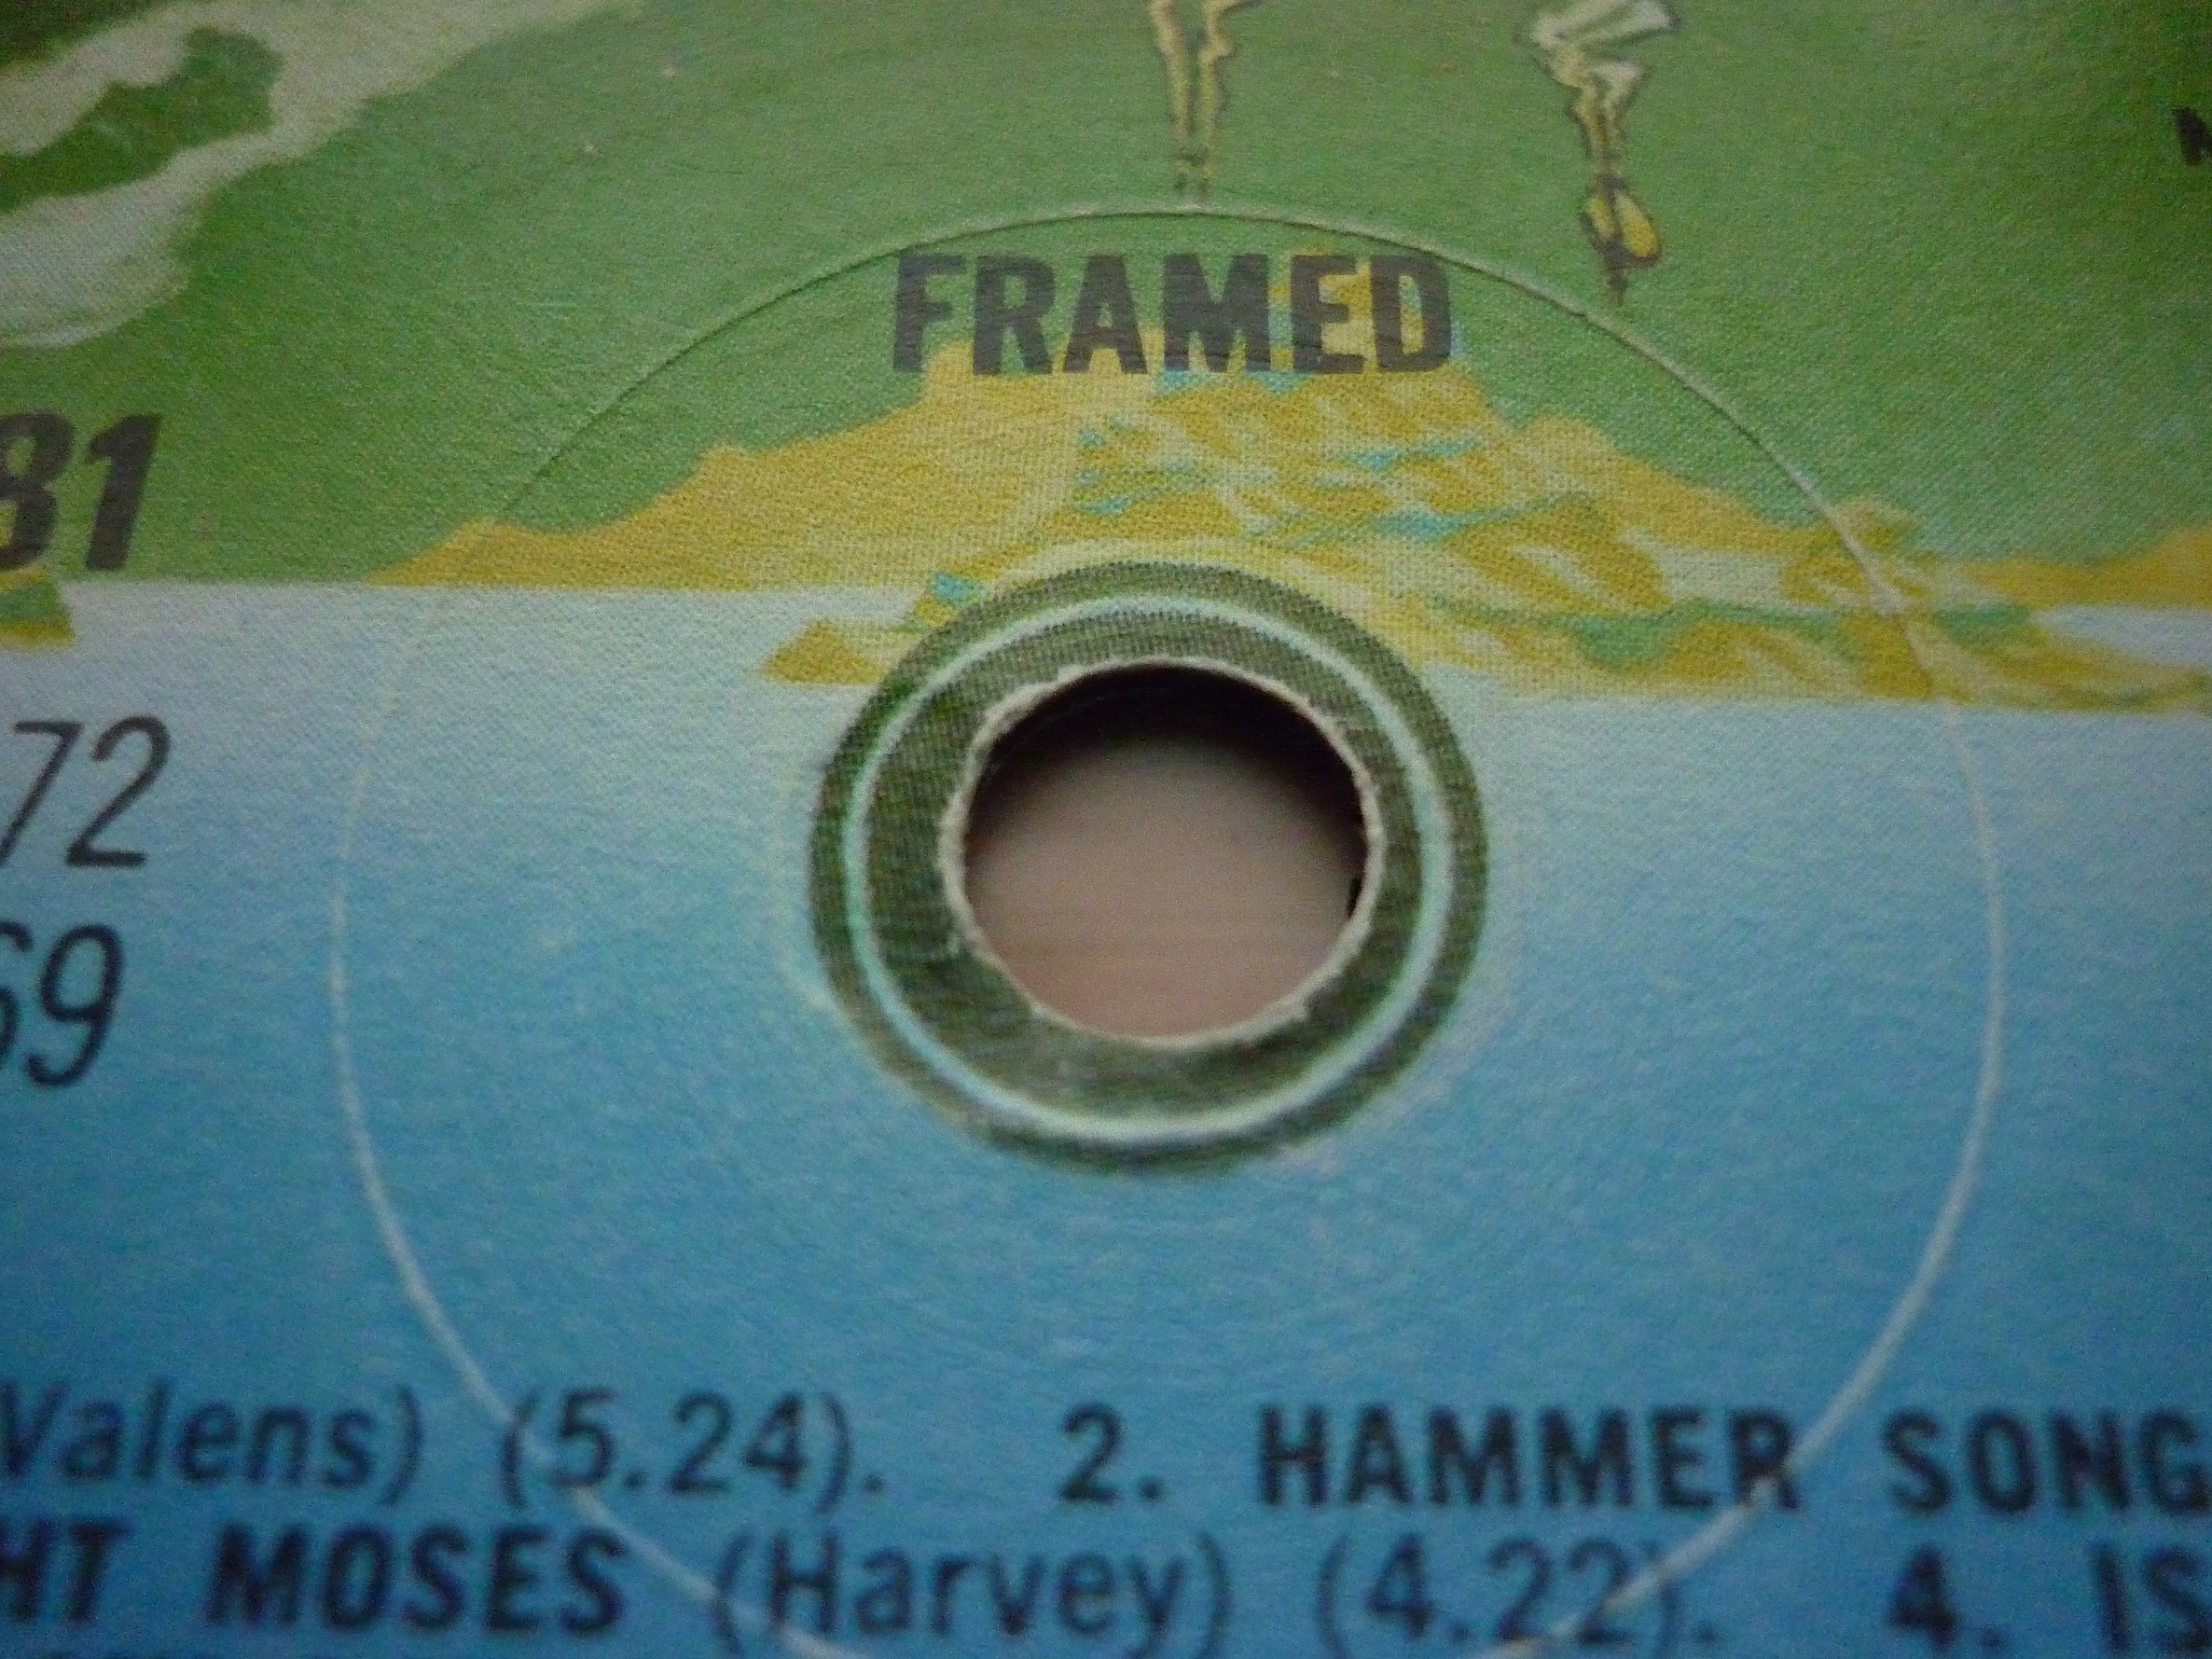 FRAMED
81
72
69
Valens) (5.24). 2. HAMMER SONG
HT MOSES (Harvey) (4.22). 4. IS